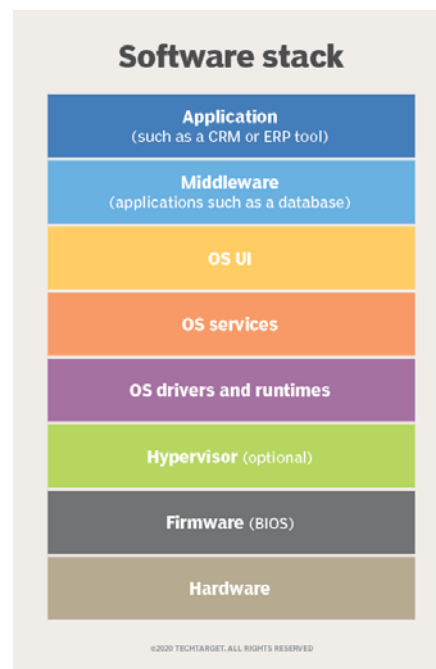 Software stack
Application
(such as a CRM or ERP tool)
Middleware
(applications such as a database)
OS UI
OS services
OS drivers and runtimes
Hypervisor (optional)
Firmware (BIOS)
Hardware
©2020 TECHTARGET. ALL RIGHTS RESERVED